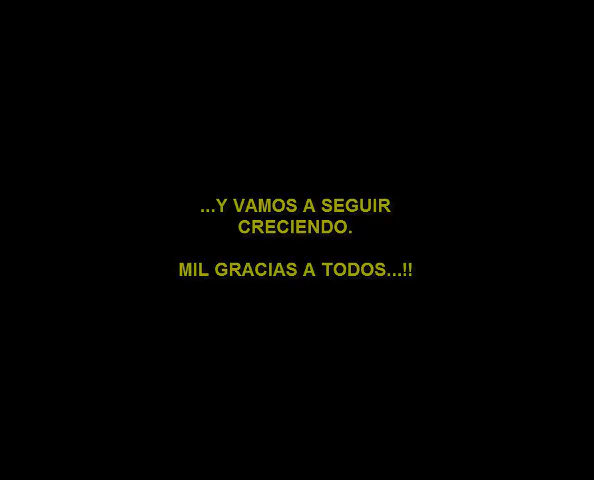 ...Y VAMOS A SEGUIR
CRECIENDO.
MIL GRACIAS A TODOS...!!